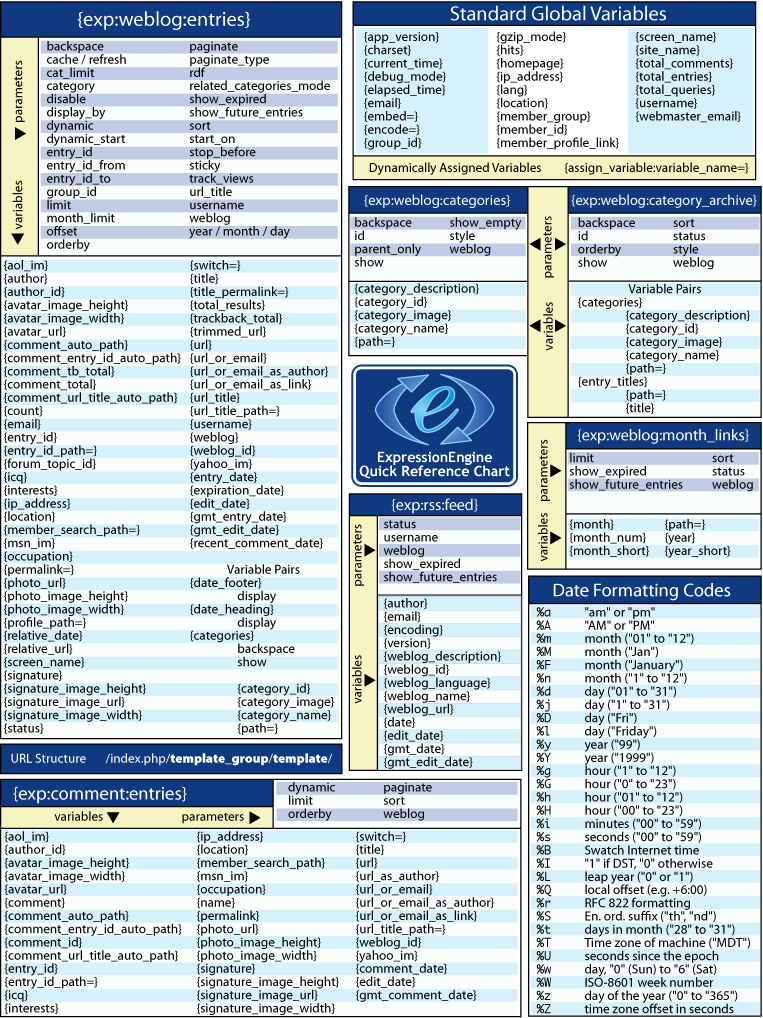 {exp:weblog:entries}
parameters
variables
backspace paginate
cache / refresh paginate_type
cat_limit rdf
category related_categories_mode
disable show_expired
display_by show_future_entries
dynamic sort
dynamic_start start_on
entry_id stop_before
entry_id_from sticky
entry_id_to track_views
group_id url_title
limit username
month_limit weblog
offset year / month / day
orderby
{aol_im} {switch=}
{author} {title}
{author_id} {title_permalink=}
{avatar_image_height} {total_results}
{avatar_image_width} {trackback_total}
{avatar_url} {trimmed_url}
{comment_auto_path} {url}
{comment_entry_id_auto_path} {url_or_email}
{comment_tb_total} {url_or_email_as_author}
{comment_total} {url_or_email_as_link}
{comment_url_title_auto_path} {url_title}
{count} {url_title_path=}
{email} {username}
{entry_id} {weblog}
{entry_id_path=} {weblog_id}
{forum_topic_id} {yahoo_im}
{icq} {entry_date}
{interests} {expiration_date}
{ip_address} {edit_date}
{location} {gmt_entry_date}
{member_search_path=} {gmt_edit_date}
{msn_im} {recent_comment_date}
{occupation}
{permalink=} Variable Pairs
{photo_url} {date_footer}
{photo_image_height} display
{photo_image_width} {date_heading}
{profile_path=} display
{relative_date} {categories}
{relative_url} backspace
{screen_name} show
{signature}
{signature_image_height} {category_id}
{signature_image_url} {category_image}
{signature_image_width} {category_name}
{status} {path=}
URL Structure /index.php/template_group/template/
Standard Global Variables
{app_version} {gzip_mode} {screen_name}
{charset} {hits} {site_name}
{current_time} {homepage} {total_comments}
{debug_mode} {ip_address} {total_entries}
{elapsed_time} {lang} {total_queries}
{email} {location} {username}
{embed=} {member_group} {webmaster_email}
{encode=} {member_id}
{group_id} {member_profile_link}
Dynamically Assigned Variables {assign_variable:variable_name=}
{exp:weblog:categories}
backspace show_empty
id style
parent_only weblog
show
{category_description}
{category_id}
{category_image}
{category_name}
{path=}
parameters
variables
{exp:weblog:category_archive}
backspace sort
id status
orderby style
show weblog
Variable Pairs
{categories}
{category_description}
{category_id}
{category_image}
{category_name}
{path=}
{entry_titles}
{path=}
{title}
e
ExpressionEngine
Quick Reference Chart
{exp:weblog:month_links}
parameters
variables
limit sort
show_expired status
show_future_entries weblog
{month} {path=}
{month_num} {year}
{month_short} {year_short}
{exp:rss:feed}
parameters
variables
status
username
weblog
show_expired
show_future_entries
{author}
{email}
{encoding}
{version}
{weblog_description}
{weblog_id}
{weblog_language}
{weblog_name}
{weblog_url}
{date}
{edit_date}
{gmt_date}
{gmt_edit_date}
Date Formatting Codes
%a "am" or "pm"
%A "AM" or "PM"
%m month ("01" to "12")
%M month ("Jan")
%F month ("January")
%n month ("1" to "12")
%d day ("01" to "31")
%j day ("1" to "31")
%D day ("Fri")
%l day ("Friday")
%y year ("99")
%Y year ("1999")
%g hour ("1" to "12")
%G hour ("0" to "23")
%h hour ("01" to "12")
%H hour ("00" to "23")
%i minutes ("00" to "59")
%s seconds ("00" to "59")
%B Swatch Internet time
%I "1" if DST, "0" otherwise
%L leap year ("0" or "1")
%Q local offset (e.g. +6:00)
%r RFC 822 formatting
%S En. ord. suffix ("th", "nd")
%t days in month ("28" to "31")
%T Time zone of machine ("MDT")
%U seconds since the epoch
%w day, "0" (Sun) to "6" (Sat)
%W ISO-8601 week number
%z day of the year ("0" to "365")
%Z time zone offset in seconds
{exp:comment:entries}
variables parameters
dynamic paginate
limit sort
orderby weblog
{aol_im} {ip_address} {switch=}
{author_id} {location} {title}
{avatar_image_height} {member_search_path} {url}
{avatar_image_width} {msn_im} {url_as_author}
{avatar_url} {occupation} {url_or_email}
{comment} {name} {url_or_email_as_author}
{comment_auto_path} {permalink} {url_or_email_as_link}
{comment_entry_id_auto_path} {photo_url} {url_title_path=}
{comment_id} {photo_image_height} {weblog_id}
{comment_url_title_auto_path} {photo_image_width} {yahoo_im}
{entry_id} {signature} {comment_date}
{entry_id_path=} {signature_image_height} {edit_date}
{icq} {signature_image_url} {gmt_comment_date}
{interests} {signature_image_width}